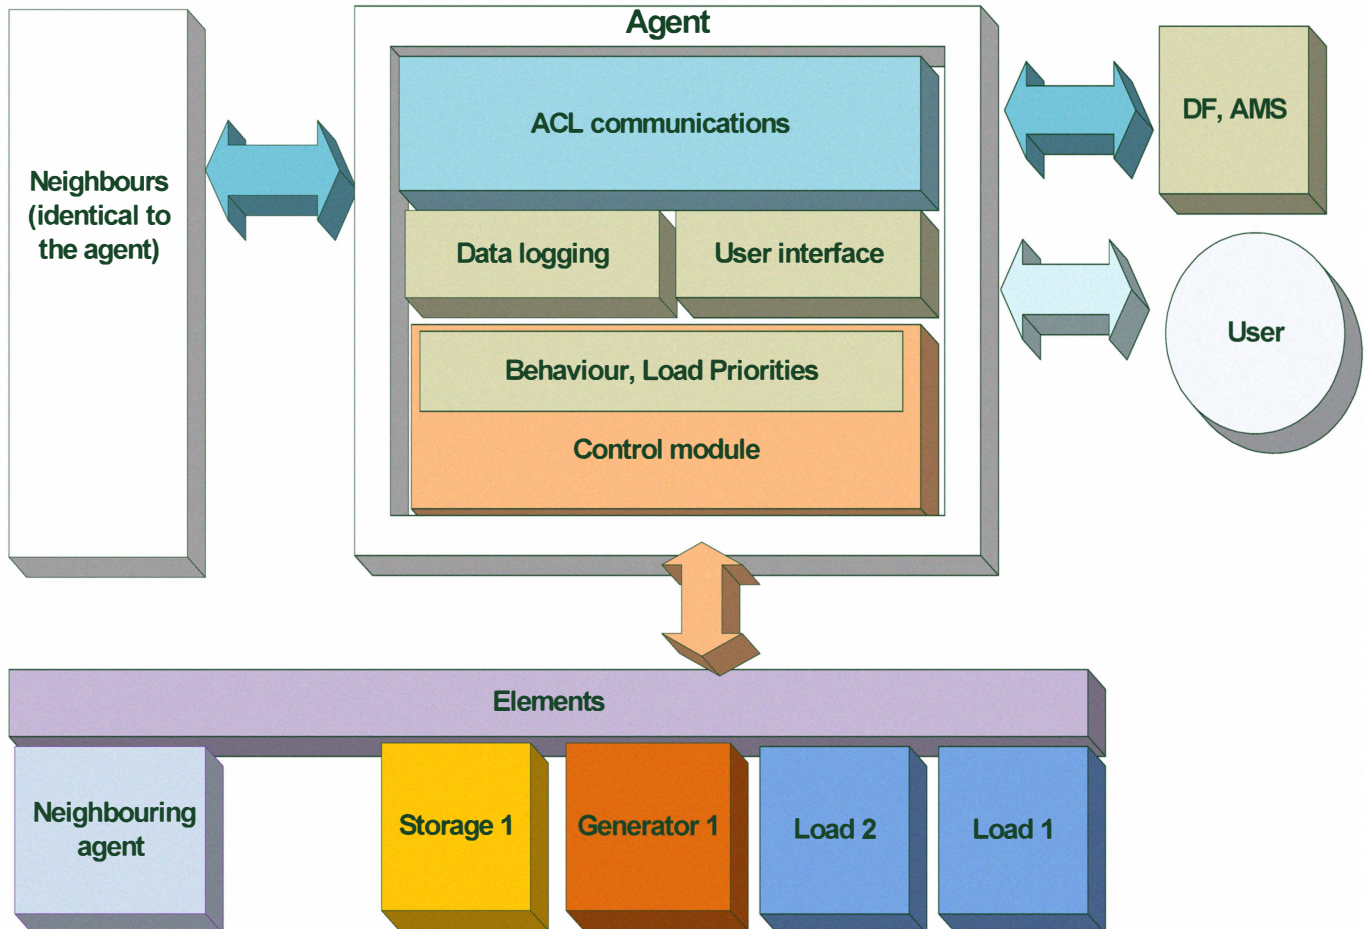 Agent
ACL communications
DF, AMS
Neighbours
(identical to
the agent)
Data logging
User interface
User
Behaviour, Load Priorities
Control module
Elements
Neighbouring
agent
Storage 1
Generator 1
Load 2
Load 1